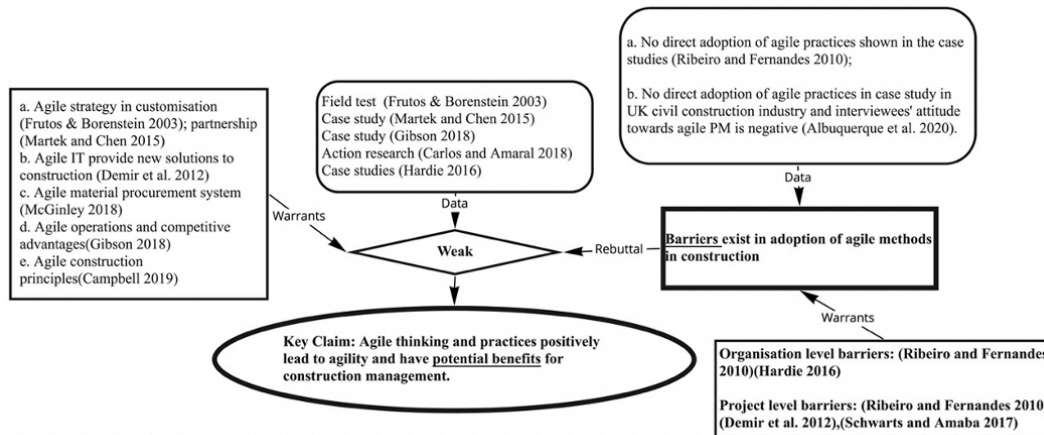 a. No direct adoption of agile practices shown in the case
studies (Ribeiro and Fernandes 2010);
b. No direct adoption of agile practices in case study in
UK civil construction industry and interviewees' attitude
towards agile PM is negative (Albuquerque et al. 2020).
a. Agile strategy in customisation
(Frutos & Borenstein 2003); partnership
(Martek and Chen 2015)
b. Agile IT provide new solutions to
construction (Demir et al. 2012)
c. Agile material procurement system
(McGinley 2018)
d. Agile operations and competitive
advantages(Gibson 2018)
e. Agile construction
principles(Campbell 2019)
Field test (Frutos & Borenstein 2003)
Case study (Martek and Chen 2015)
Case study (Gibson 2018)
Action research (Carlos and Amaral 2018)
Case studies (Hardie 2016)
Data
Data
Warrants
Weak
Rebuttal
Barriers exist in adoption of agile methods
in construction
Warrants
Key Claim: Agile thinking and practices positively
lead to agility and have potential benefits for
construction management.
Organisation level barriers: (Ribeiro and Fernandes
2010)(Hardie 2016)
Project level barriers: (Ribeiro and Fernandes 2010)
(Demir et al. 2012),(Schwarts and Amaba 2017)